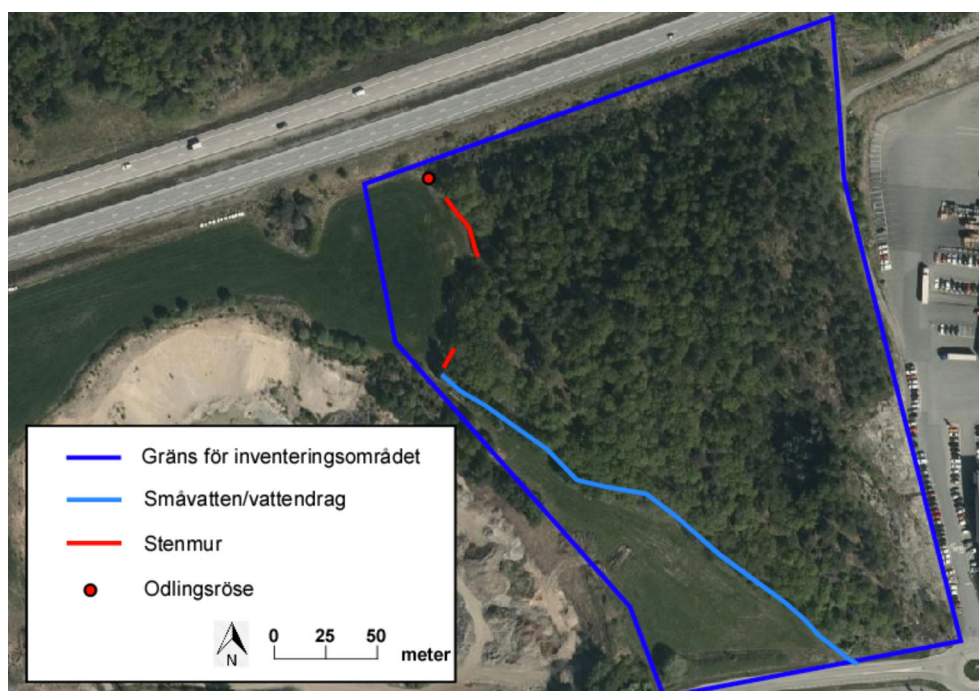 Gräns för inventeringsområdet
Småvatten/vattendrag
Stenmur
Odlingsröse
N
0 25 50
meter